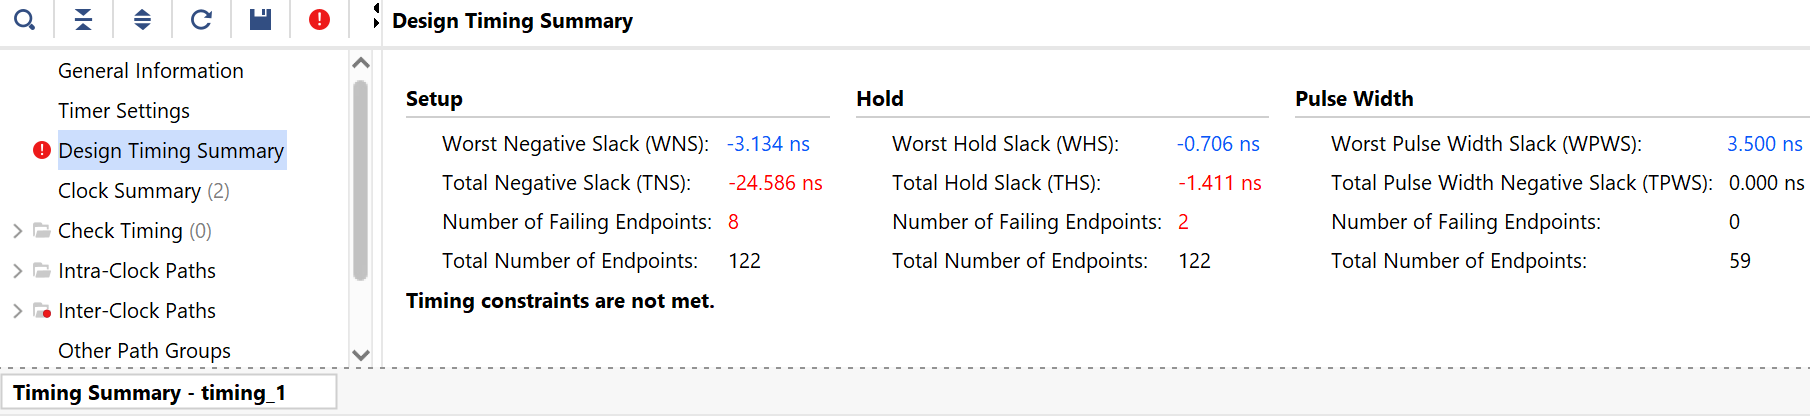 Design Timing Summary
General Information
Timer Settings
Design Timing Summary
Clock Summary (2)
Check Timing (0)
Intra-Clock Paths
Inter-Clock Paths
Other Path Groups
Setup
Worst Negative Slack (WNS): -3.134 ns
Total Negative Slack (TNS): -24.586 ns
Number of Failing Endpoints: 8
Total Number of Endpoints: 122
Hold
Worst Hold Slack (WHS): -0.706 ns
Total Hold Slack (THS): -1.411 ns
Number of Failing Endpoints: 2
Total Number of Endpoints: 122
Pulse Width
Worst Pulse Width Slack (WPWS): 3.500 ns
Total Pulse Width Negative Slack (TPWS): 0.000 ns
Number of Failing Endpoints: 0
Total Number of Endpoints: 59
Timing constraints are not met.
Timing Summary - timing_1